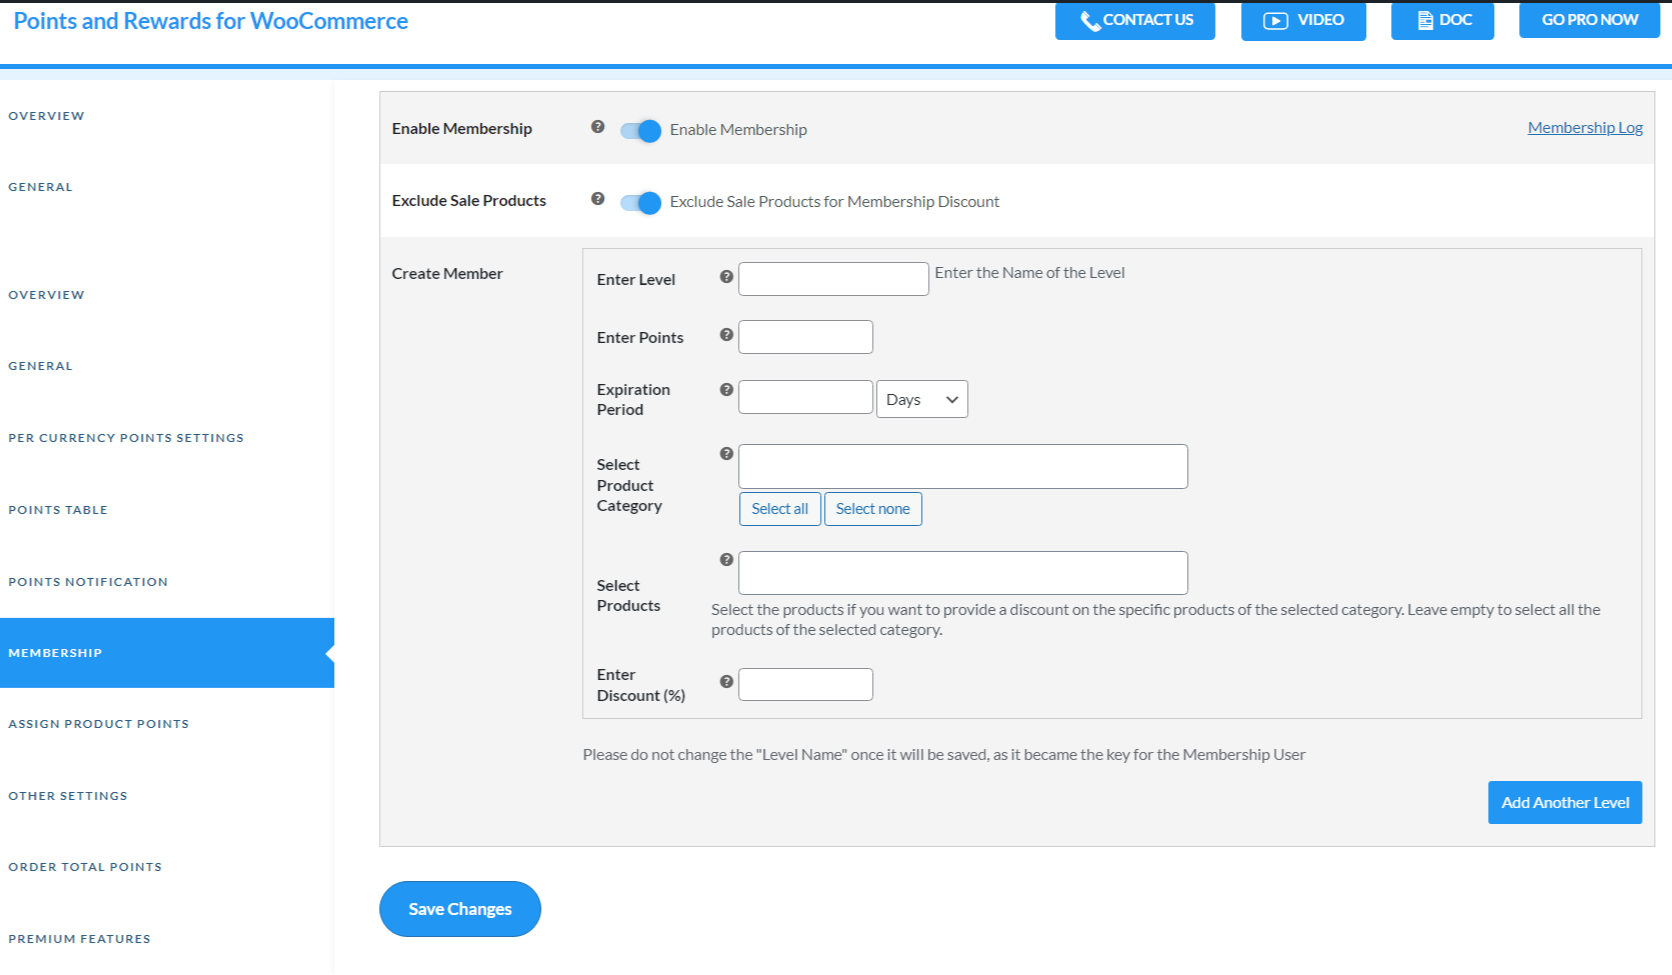 Points and Rewards for WooCommerce
CONTACT US
VIDEO
DOC
GO PRO NOW
OVERVIEW
GENERAL
OVERVIEW
GENERAL
PER CURRENCY POINTS SETTINGS
POINTS TABLE
POINTS NOTIFICATION
MEMBERSHIP
ASSIGN PRODUCT POINTS
OTHER SETTINGS
ORDER TOTAL POINTS
PREMIUM FEATURES
Enable Membership
Enable Membership
Membership Log
Exclude Sale Products
Exclude Sale Products for Membership Discount
Create Member
Enter Level
Enter the Name of the Level
Enter Points
Expiration
Period
Days
Select
Product
Category
Select all
Select none
Select
Products
Select the products if you want to provide a discount on the specific products of the selected category. Leave empty to select all the
products of the selected category.
Enter
Discount (%)
Please do not change the "Level Name" once it will be saved, as it became the key for the Membership User
Add Another Level
Save Changes